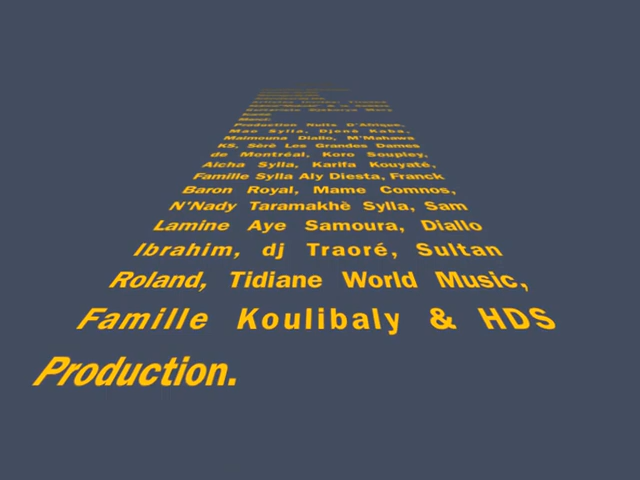 Merci:
Production Nuits D'Afrique,
Mao Sylla, Djené Kaba,
Maimouna Diallo, M'Mahawa
KS, Sèrè Les Grandes Dames
de Montréal, Koro Soupley,
Aicha Sylla, Karifa Kouyaté,
Famille Sylla Aly Diesta, Franck
Baron Royal, Mame Comnos,
N'Nady Taramakhè Sylla, Sam
Lamine Aye Samoura, Diallo
Ibrahim, dj Traoré, Sultan
Roland, Tidiane World Music,
Famille Koulibaly & HDS
Production.